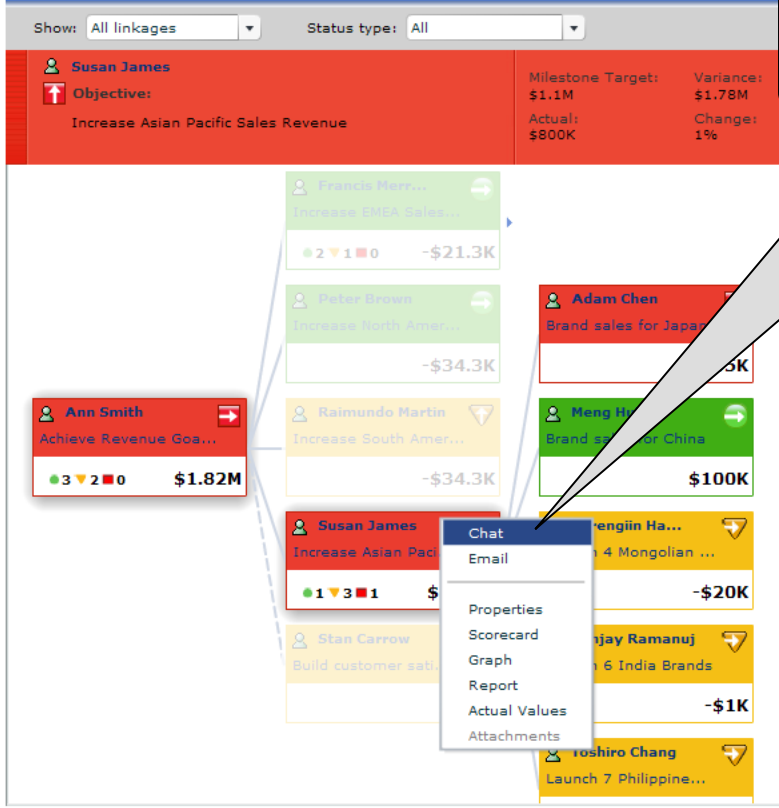 Show: All linkages Status type: All
Susan James
Objective:
Increase Asian Pacific Sales Revenue
Milestone Target: Variance:
$1.1M $1.78M
Actual: Change:
$800K 1%
Francis Merr...
Increase EMEA Sales...
2 1 0 -$21.3K
Peter Brown
Increase North Amer...
-$34.3K
Adam Chen
Brand sales for Japan
5K
Ann Smith
Achieve Revenue Goa...
3 2 0 $1.82M
Raimundo Martin
Increase South Amer...
-$34.3K
Meng
Brand for China
$100K
Susan James
Increase Asian Paci
1 3 1 $
Ha...
4 Mongolian ...
-$20K
Stan Carrow
Build customer sati
Ramanuj
6 India Brands
-$1K
Toshiro Chang
Launch 7 Philippine...
Chat
Email
Properties
Scorecard
Graph
Report
Actual Values
Attachments